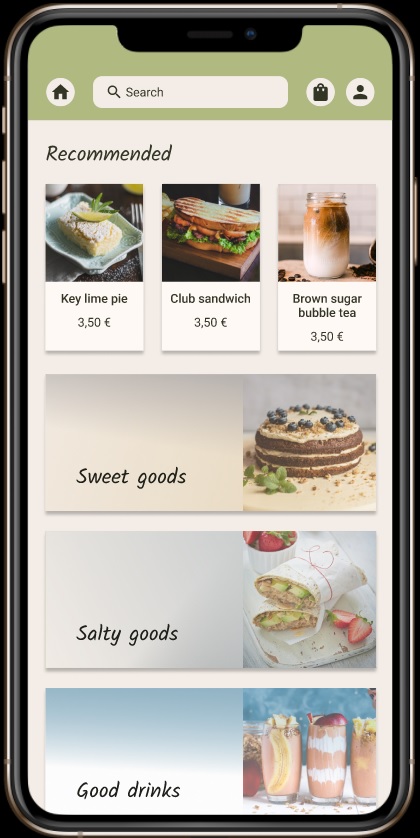 Search
Recommended
Key lime pie
3,50 €
Club sandwich
3,50 €
Brown sugar
bubble tea
3,50 €
Sweet goods
Salty goods
Good drinks